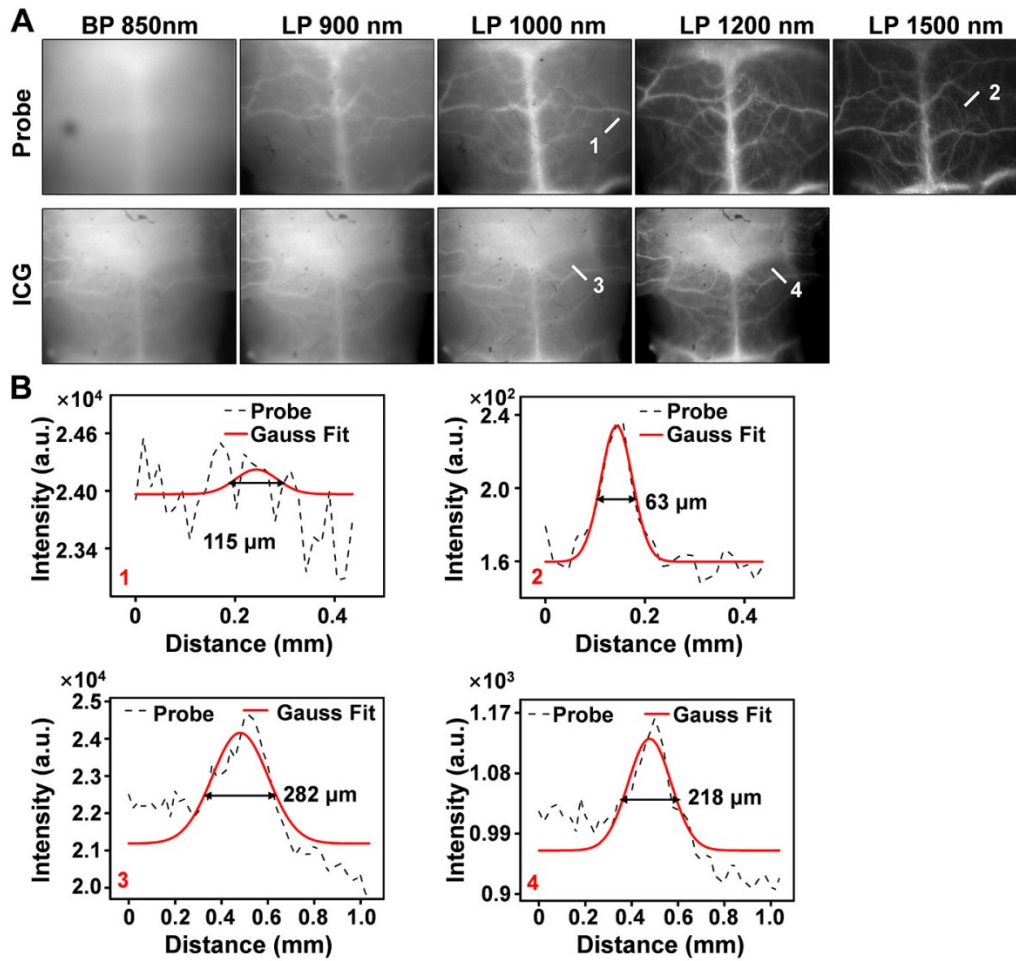 A
BP 850nm LP 900 nm LP 1000 nm LP 1200 nm LP 1500 nm
Probe
1
2
ICG
3
4
B
×10⁴
Intensity (a.u.)
2.46
2.40
2.34
Probe
Gauss Fit
115 µm
1
0 0.2 0.4
Distance (mm)
×10²
Intensity (a.u.)
2.4
2.0
1.6
Probe
Gauss Fit
63 µm
2
0 0.2 0.4
Distance (mm)
×10⁴
Intensity (a.u.)
2.5
2.4
2.3
2.2
2.1
2.0
Probe Gauss Fit
282 µm
3
0 0.2 0.4 0.6 0.8 1.0
Distance (mm)
×10³
Intensity (a.u.)
1.17
1.08
0.99
0.9
Probe Gauss Fit
218 µm
4
0 0.2 0.4 0.6 0.8 1.0
Distance (mm)